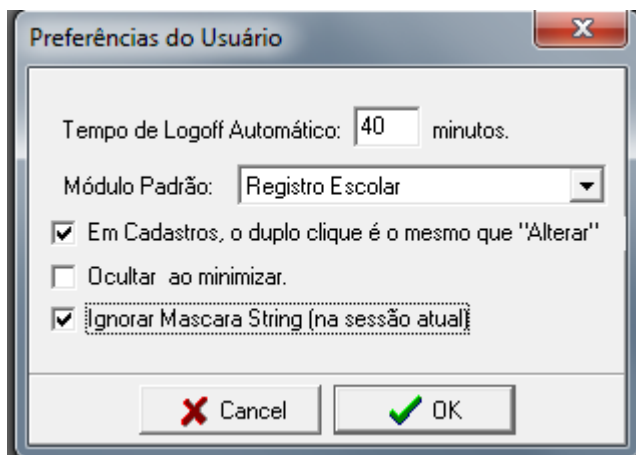 Preferências do Usuário
Tempo de Logoff Automático: 40 minutos.
Módulo Padrão: Registro Escolar
Em Cadastros, o duplo clique é o mesmo que "Alterar"
Ocultar ao minimizar.
Ignorar Mascara String (na sessão atual)
Cancel OK